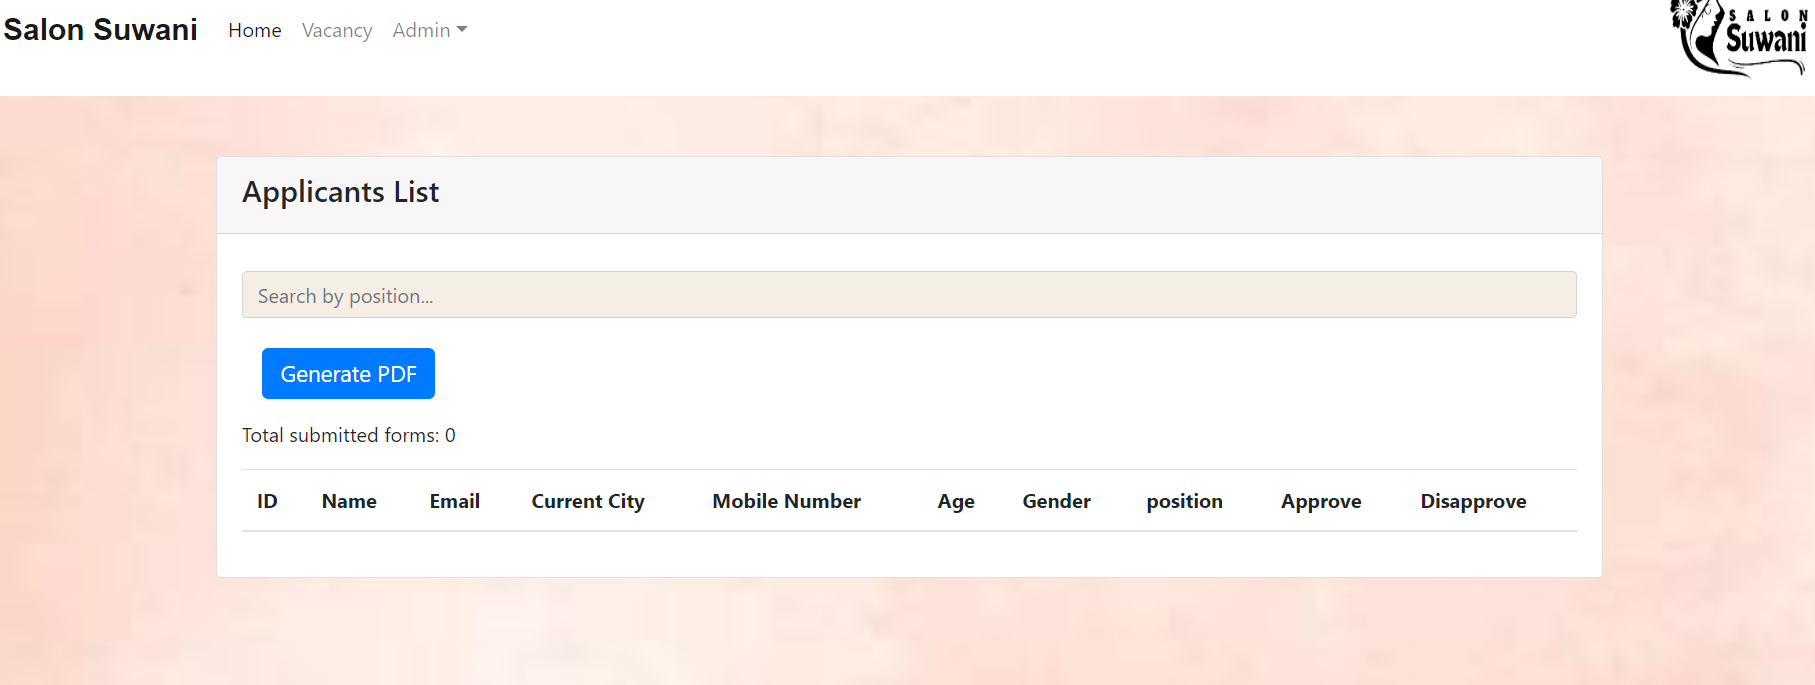 Salon Suwani Home Vacancy Admin
SALON
Suwani
Applicants List
Search by position...
Generate PDF
Total submitted forms: 0
ID Name Email Current City Mobile Number Age Gender position Approve Disapprove